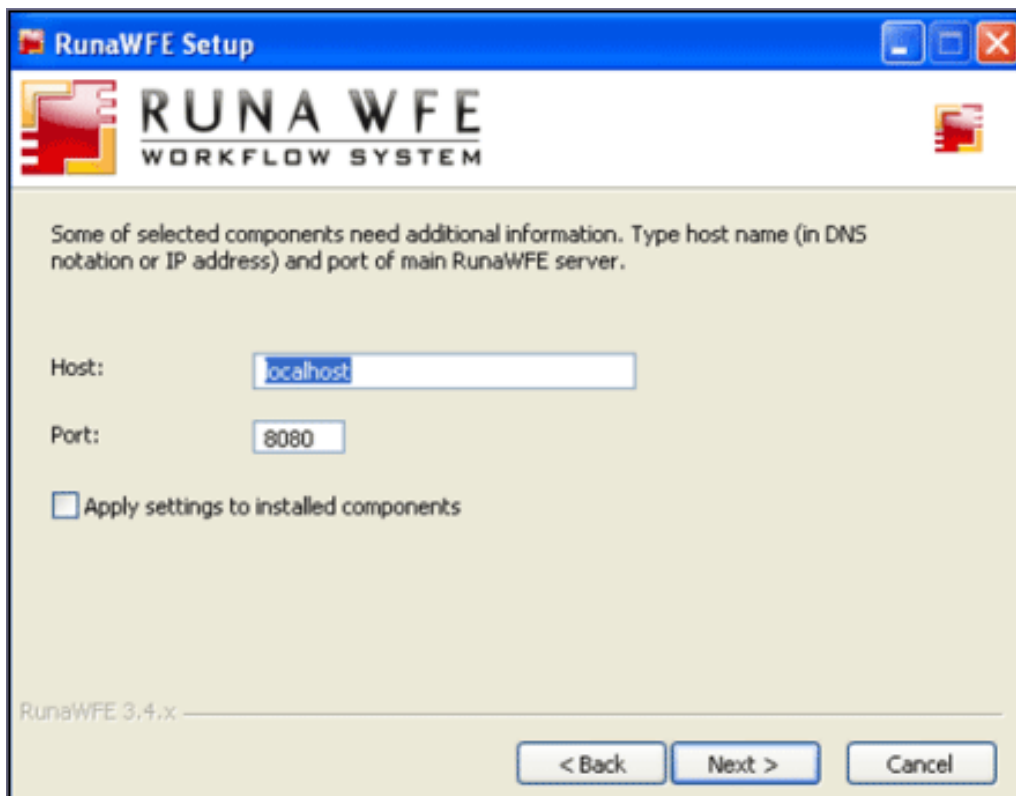 RunaWFE Setup
RUNA WFE
WORKFLOW SYSTEM
Some of selected components need additional information. Type host name (in DNS
notation or IP address) and port of main RunaWFE server.
Host: localhost
Port: 8080
Apply settings to installed components
RunaWFE 3.4.x
< Back Next > Cancel